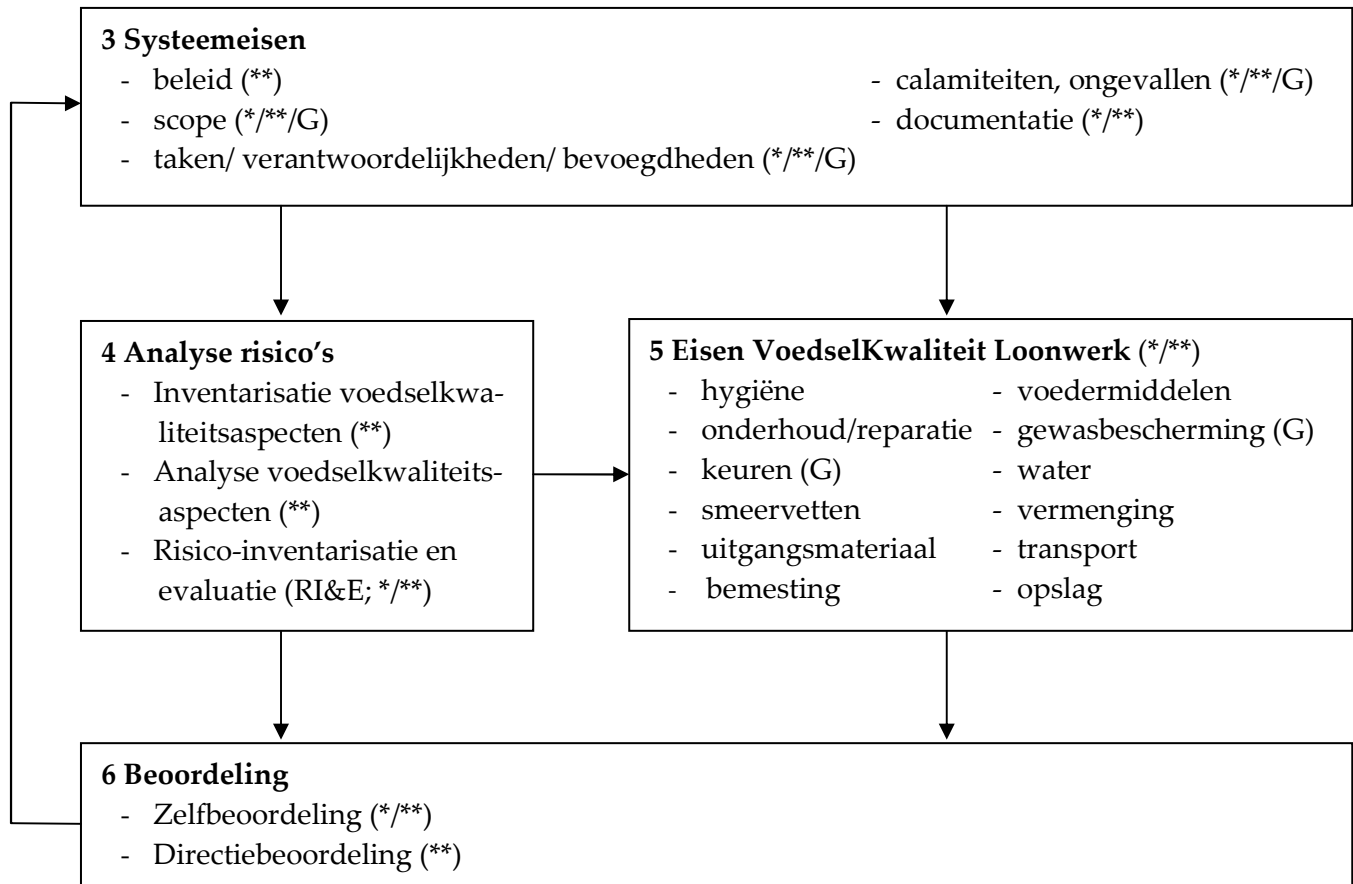 3 Systeemeisen
- beleid (**)
- scope (*/**/G)
- taken/ verantwoordelijkheden/ bevoegdheden (*/**/G)
- calamiteiten, ongevallen (*/**/G)
- documentatie (*/**)
4 Analyse risico’s
- Inventarisatie voedselkwa-
liteitsaspecten (**)
- Analyse voedselkwaliteits-
aspecten (**)
- Risico-inventarisatie en
evaluatie (RI&E; */**)
5 Eisen VoedselKwaliteit Loonwerk (*/**)
- hygiëne
- onderhoud/reparatie
- keuren (G)
- smeervetten
- uitgangsmateriaal
- bemesting
- voedermiddelen
- gewasbescherming (G)
- water
- vermenging
- transport
- opslag
6 Beoordeling
- Zelfbeoordeling (*/**)
- Directiebeoordeling (**)